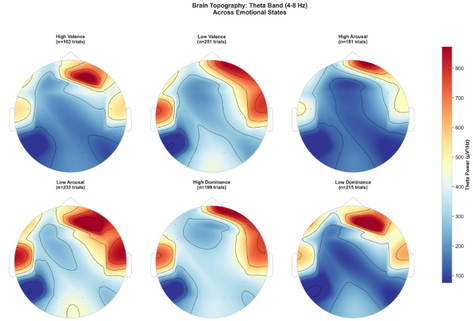 Brain Topography: Theta Band (4-8 Hz)
Across Emotional States
High Valence
(n=163 trials)
Low Valence
(n=251 trials)
High Arousal
(n=181 trials)
Low Arousal
(n=233 trials)
High Dominance
(n=199 trials)
Low Dominance
(n=215 trials)
800
700
600
500
400
300
200
100
Theta Power (μV²/Hz)